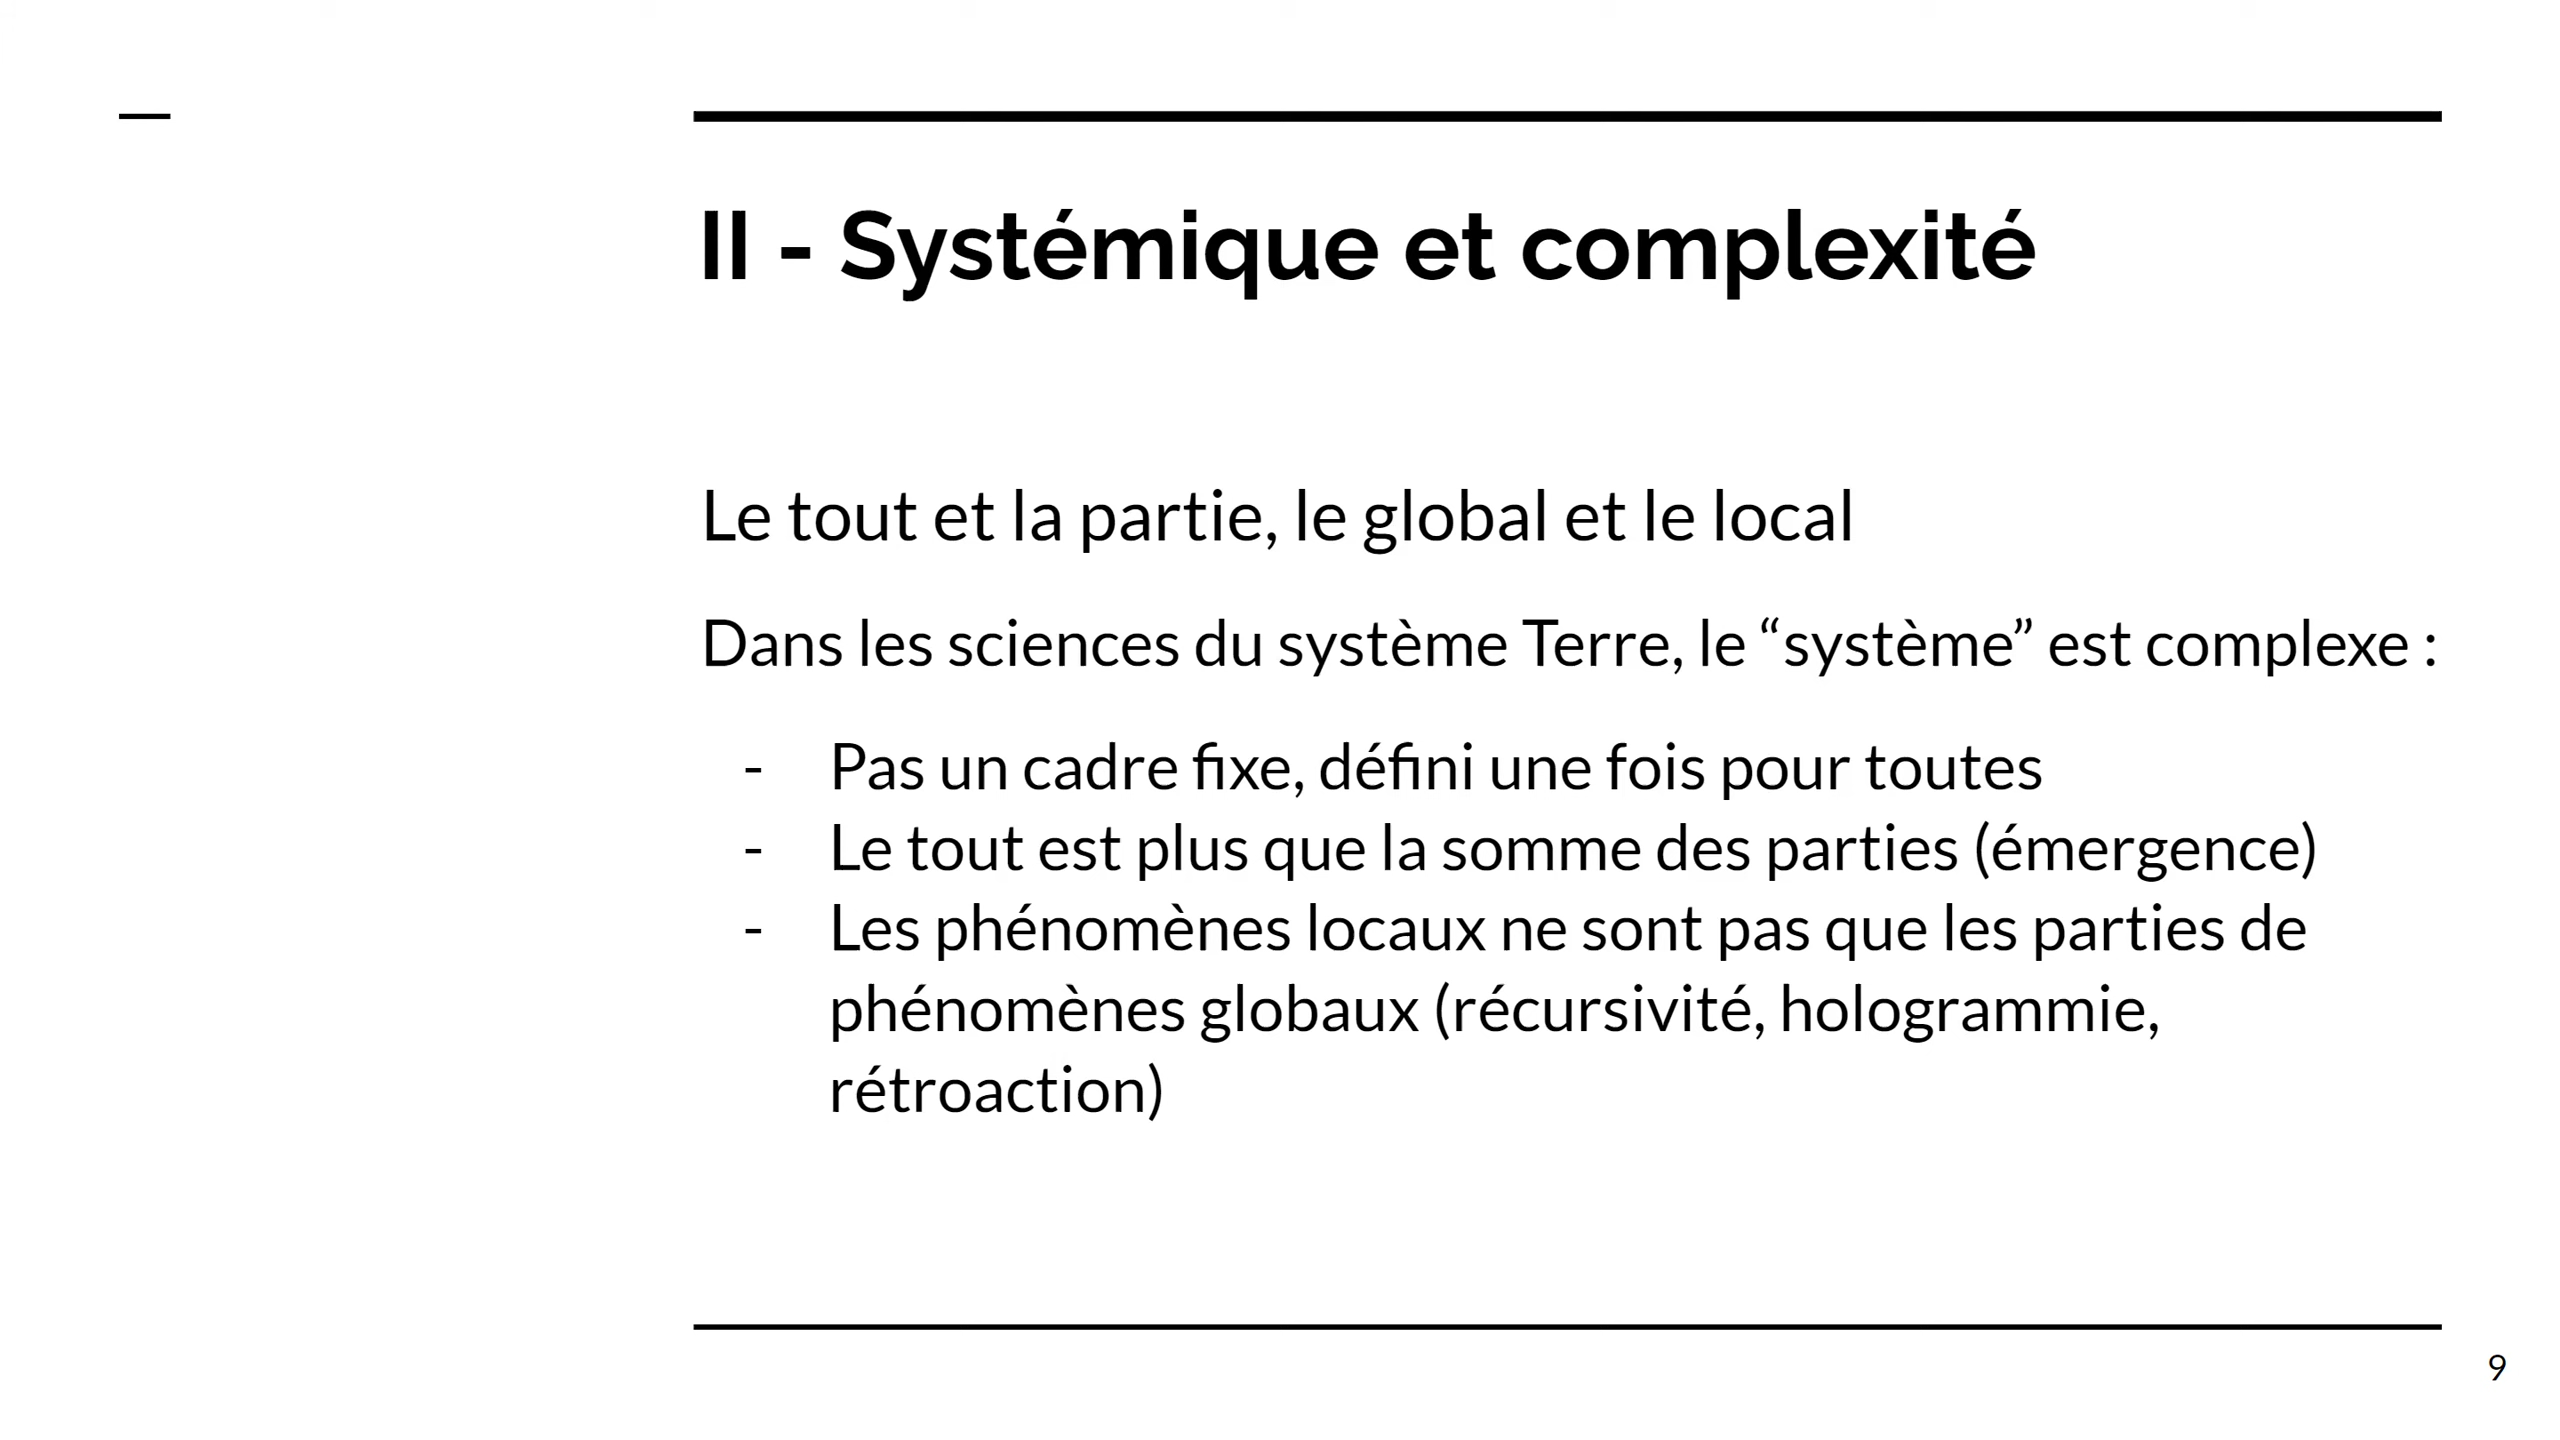 II - Systémique et complexité
Le tout et la partie, le global et le local
Dans les sciences du système Terre, le “système” est complexe :
- Pas un cadre fixe, défini une fois pour toutes
- Le tout est plus que la somme des parties (émergence)
- Les phénomènes locaux ne sont pas que les parties de
phénomènes globaux (récursivité, hologrammie,
rétroaction)
9